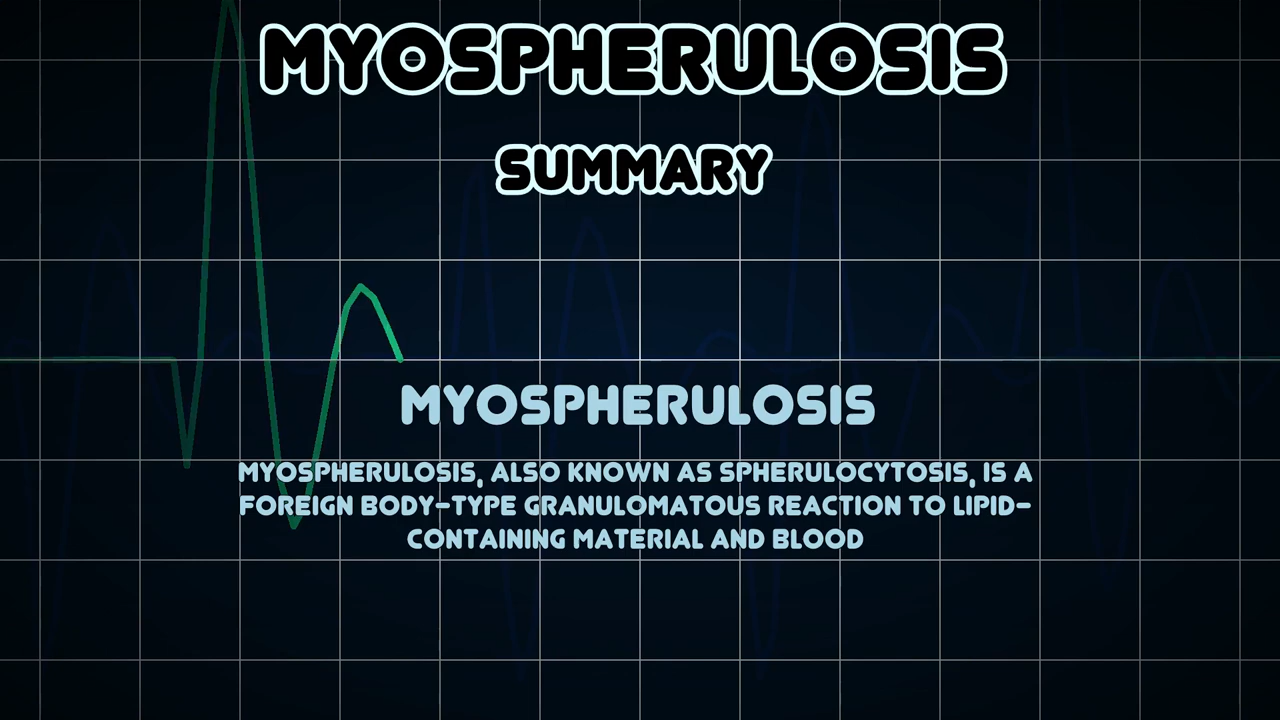 MYOSPHERULOSIS
SUMMARY
MYOSPHERULOSIS
MYOSPHERULOSIS, ALSO KNOWN AS SPHERULOCYTOSIS, IS A
FOREIGN BODY-TYPE GRANULOMATOUS REACTION TO LIPID-
CONTAINING MATERIAL AND BLOOD